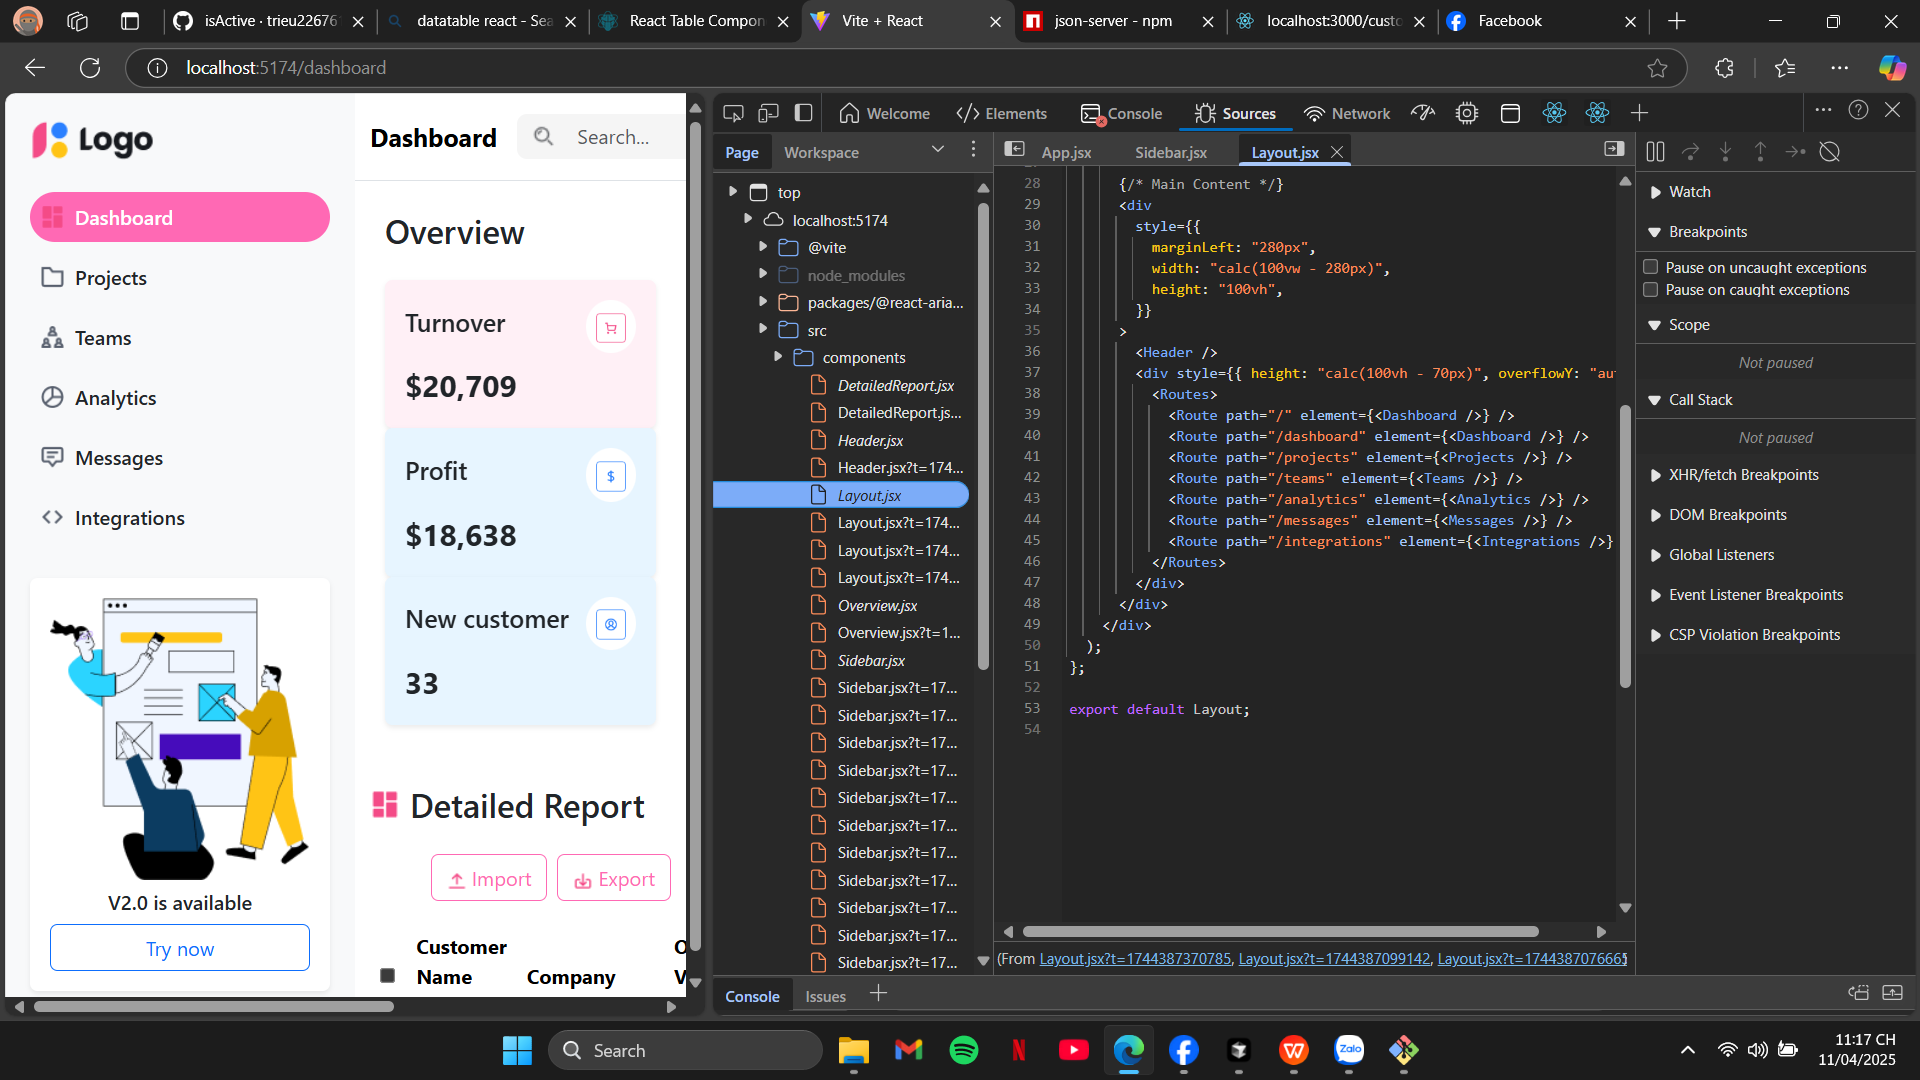 isActive · trieu22676
datatable react - Sea
React Table Compon
Vite + React
json-server - npm
localhost:3000/custo
Facebook
localhost:5174/dashboard
Logo
Dashboard
Projects
Teams
Analytics
Messages
Integrations
V2.0 is available
Try now
Dashboard
Search...
Overview
Turnover
$20,709
Profit
$
$18,638
New customer
33
Detailed Report
Import
Export
Customer Name
Company
O
V
Welcome
Elements
Console
Sources
Network
Page
Workspace
top
localhost:5174
@vite
node_modules
packages/@react-aria...
src
components
DetailedReport.jsx
DetailedReport.js...
Header.jsx
Header.jsx?t=174...
Layout.jsx
Layout.jsx?t=174...
Layout.jsx?t=174...
Layout.jsx?t=174...
Overview.jsx
Overview.jsx?t=1...
Sidebar.jsx
Sidebar.jsx?t=17...
Sidebar.jsx?t=17...
Sidebar.jsx?t=17...
Sidebar.jsx?t=17...
Sidebar.jsx?t=17...
Sidebar.jsx?t=17...
Sidebar.jsx?t=17...
Sidebar.jsx?t=17...
Sidebar.jsx?t=17...
Sidebar.jsx?t=17...
Sidebar.jsx?t=17...
App.jsx
Sidebar.jsx
Layout.jsx
28 {/* Main Content */}
29 <div
30 style={{
31 marginLeft: "280px",
32 width: "calc(100vw - 280px)",
33 height: "100vh",
34 }}
35 >
36 <Header />
37 <div style={{ height: "calc(100vh - 70px)", overflowY: "au
38 <Routes>
39 <Route path="/" element={<Dashboard />} />
40 <Route path="/dashboard" element={<Dashboard />} />
41 <Route path="/projects" element={<Projects />} />
42 <Route path="/teams" element={<Teams />} />
43 <Route path="/analytics" element={<Analytics />} />
44 <Route path="/messages" element={<Messages />} />
45 <Route path="/integrations" element={<Integrations />}
46 </Routes>
47 </div>
48 </div>
49 </div>
50 );
51 };
52
53 export default Layout;
54
(From Layout.jsx?t=1744387370785, Layout.jsx?t=1744387099142, Layout.jsx?t=1744387076665
Watch
Breakpoints
Pause on uncaught exceptions
Pause on caught exceptions
Scope
Not paused
Call Stack
Not paused
XHR/fetch Breakpoints
DOM Breakpoints
Global Listeners
Event Listener Breakpoints
CSP Violation Breakpoints
Console
Issues
Search
Zalo
11:17 CH
11/04/2025